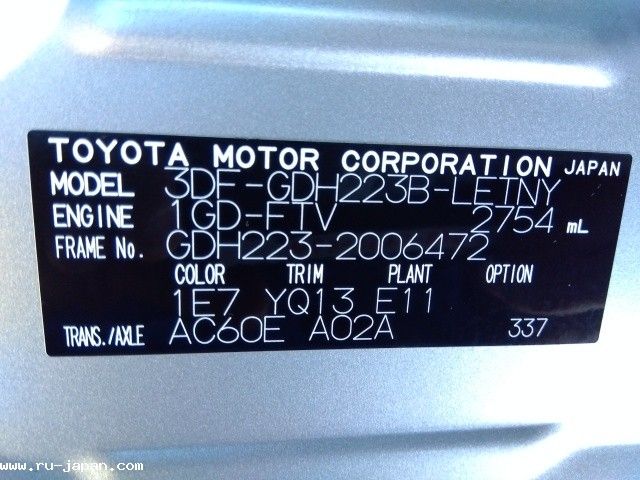 TOYOTA MOTOR CORPORATION JAPAN
MODEL 3DF-GDH223B-LETNY
ENGINE 1GD-FTV 2754 mL
FRAME No. GDH223-2006472
COLOR TRIM PLANT OPTION
1E7 YQ13 E11
TRANS./AXLE AC60E A02A 337
www.ru-japan.com